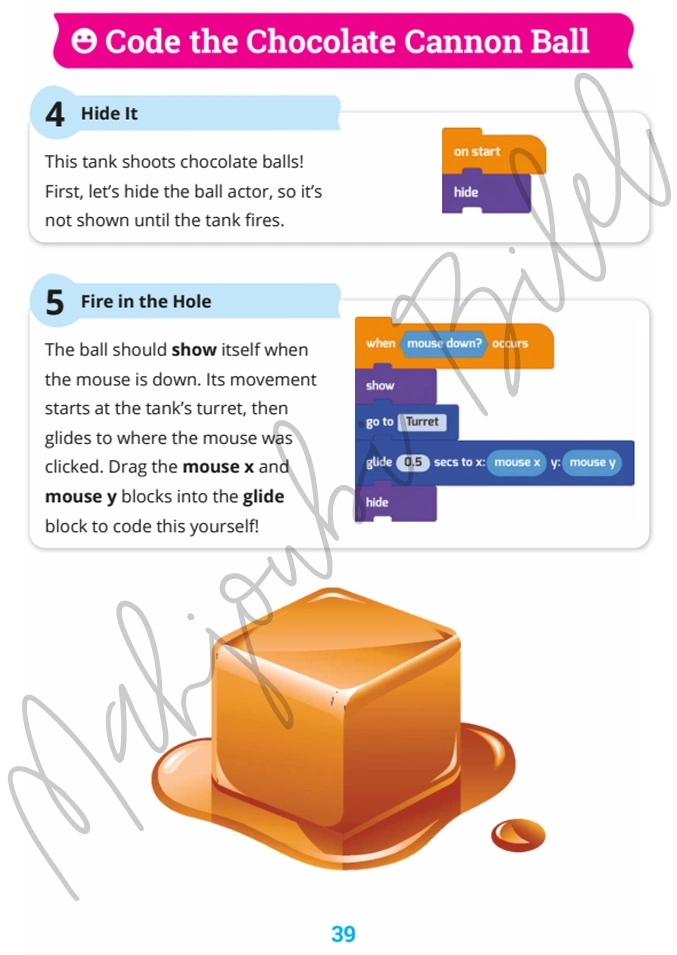 Code the Chocolate Cannon Ball
4 Hide It
This tank shoots chocolate balls!
First, let's hide the ball actor, so it's
not shown until the tank fires.
on start
hide
5 Fire in the Hole
The ball should show itself when
the mouse is down. Its movement
starts at the tank's turret, then
glides to where the mouse was
clicked. Drag the mouse x and
mouse y blocks into the glide
block to code this yourself!
when mouse down? occurs
show
go to Turret
glide 0.5 secs to x: mouse x y: mouse y
hide
Mahjoubi Bilel
39